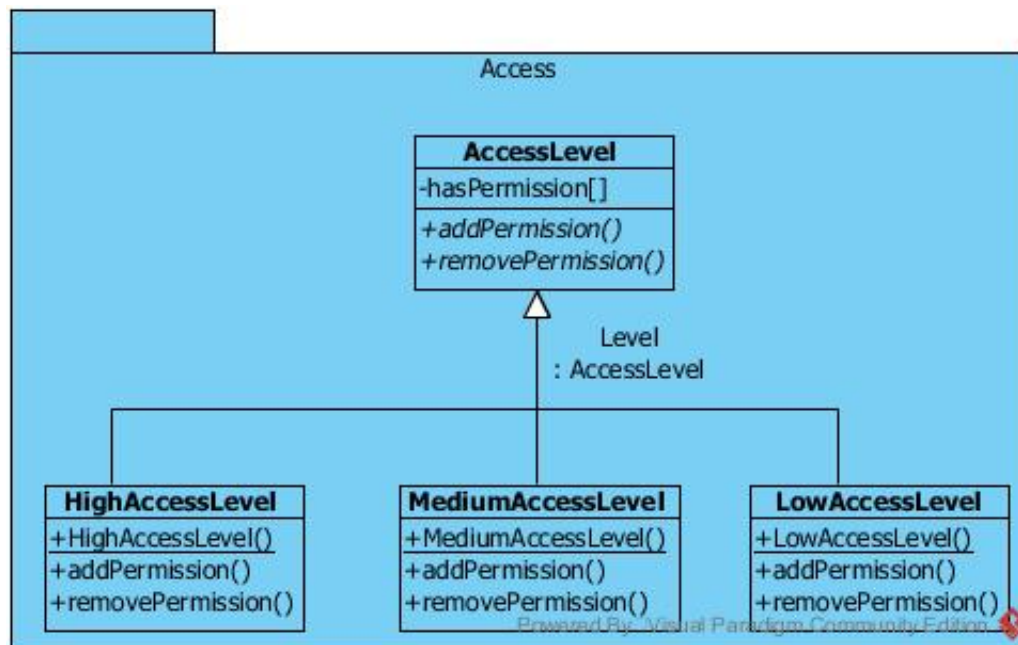 Access
AccessLevel
-hasPermission[]
+addPermission()
+removePermission()
Level
: AccessLevel
HighAccessLevel
+HighAccessLevel()
+addPermission()
+removePermission()
MediumAccessLevel
+MediumAccessLevel()
+addPermission()
+removePermission()
LowAccessLevel
+LowAccessLevel()
+addPermission()
+removePermission()
Powered By Visual Paradigm Community Edition